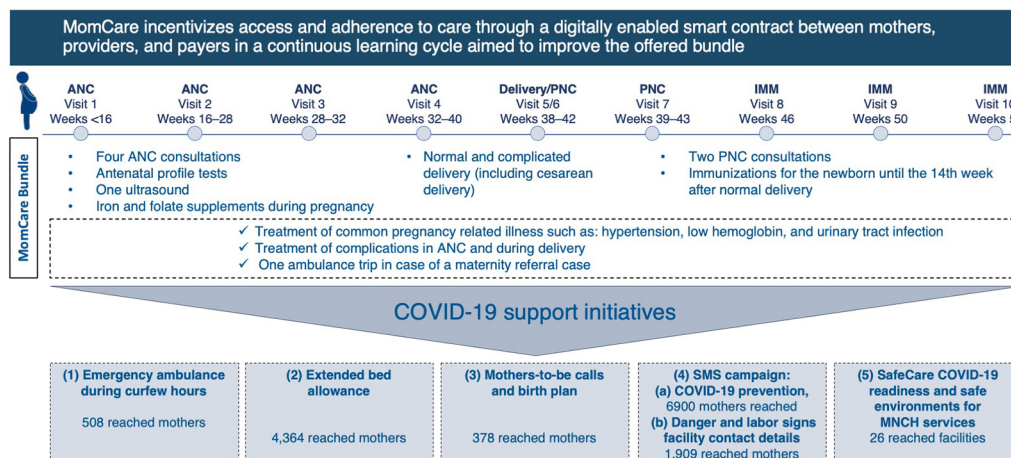 MomCare incentivizes access and adherence to care through a digitally enabled smart contract between mothers,
providers, and payers in a continuous learning cycle aimed to improve the offered bundle
ANC
Visit 1
Weeks <16
ANC
Visit 2
Weeks 16–28
ANC
Visit 3
Weeks 28–32
ANC
Visit 4
Weeks 32–40
Delivery/PNC
Visit 5/6
Weeks 38–42
PNC
Visit 7
Weeks 39–43
IMM
Visit 8
Weeks 46
IMM
Visit 9
Weeks 50
IMM
Visit 10
Weeks
MomCare Bundle
• Four ANC consultations
• Antenatal profile tests
• One ultrasound
• Iron and folate supplements during pregnancy
• Normal and complicated
delivery (including cesarean
delivery)
• Two PNC consultations
• Immunizations for the newborn until the 14th week
after normal delivery
✓ Treatment of common pregnancy related illness such as: hypertension, low hemoglobin, and urinary tract infection
✓ Treatment of complications in ANC and during delivery
✓ One ambulance trip in case of a maternity referral case
COVID-19 support initiatives
(1) Emergency ambulance
during curfew hours
508 reached mothers
(2) Extended bed
allowance
4,364 reached mothers
(3) Mothers-to-be calls
and birth plan
378 reached mothers
(4) SMS campaign:
(a) COVID-19 prevention,
6900 mothers reached
(b) Danger and labor signs
facility contact details
1,909 reached mothers
(5) SafeCare COVID-19
readiness and safe
environments for
MNCH services
26 reached facilities